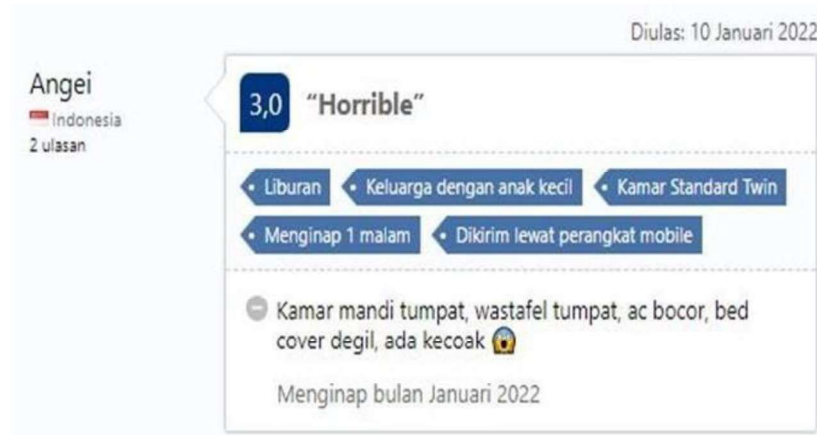 Diulas: 10 Januari 2022
Angei
Indonesia
2 ulasan
3,0 “Horrible”
• Liburan • Keluarga dengan anak kecil • Kamar Standard Twin
• Menginap 1 malam • Dikirim lewat perangkat mobile
Kamar mandi tumpat, wastafel tumpat, ac bocor, bed
cover degil, ada kecoak 😱
Menginap bulan Januari 2022